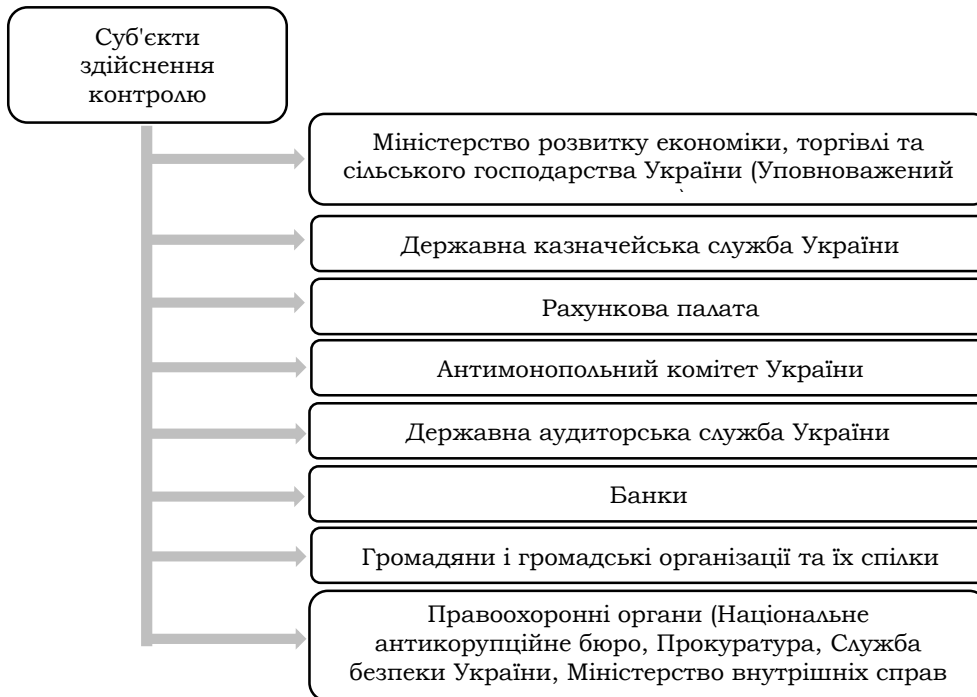 Суб'єкти
здійснення
контролю
Міністерство розвитку економіки, торгівлі та
сільського господарства України (Уповноважений
Державна казначейська служба України
Рахункова палата
Антимонопольний комітет України
Державна аудиторська служба України
Банки
Громадяни і громадські організації та їх спілки
Правоохоронні органи (Національне
антикорупційне бюро, Прокуратура, Служба
безпеки України, Міністерство внутрішніх справ